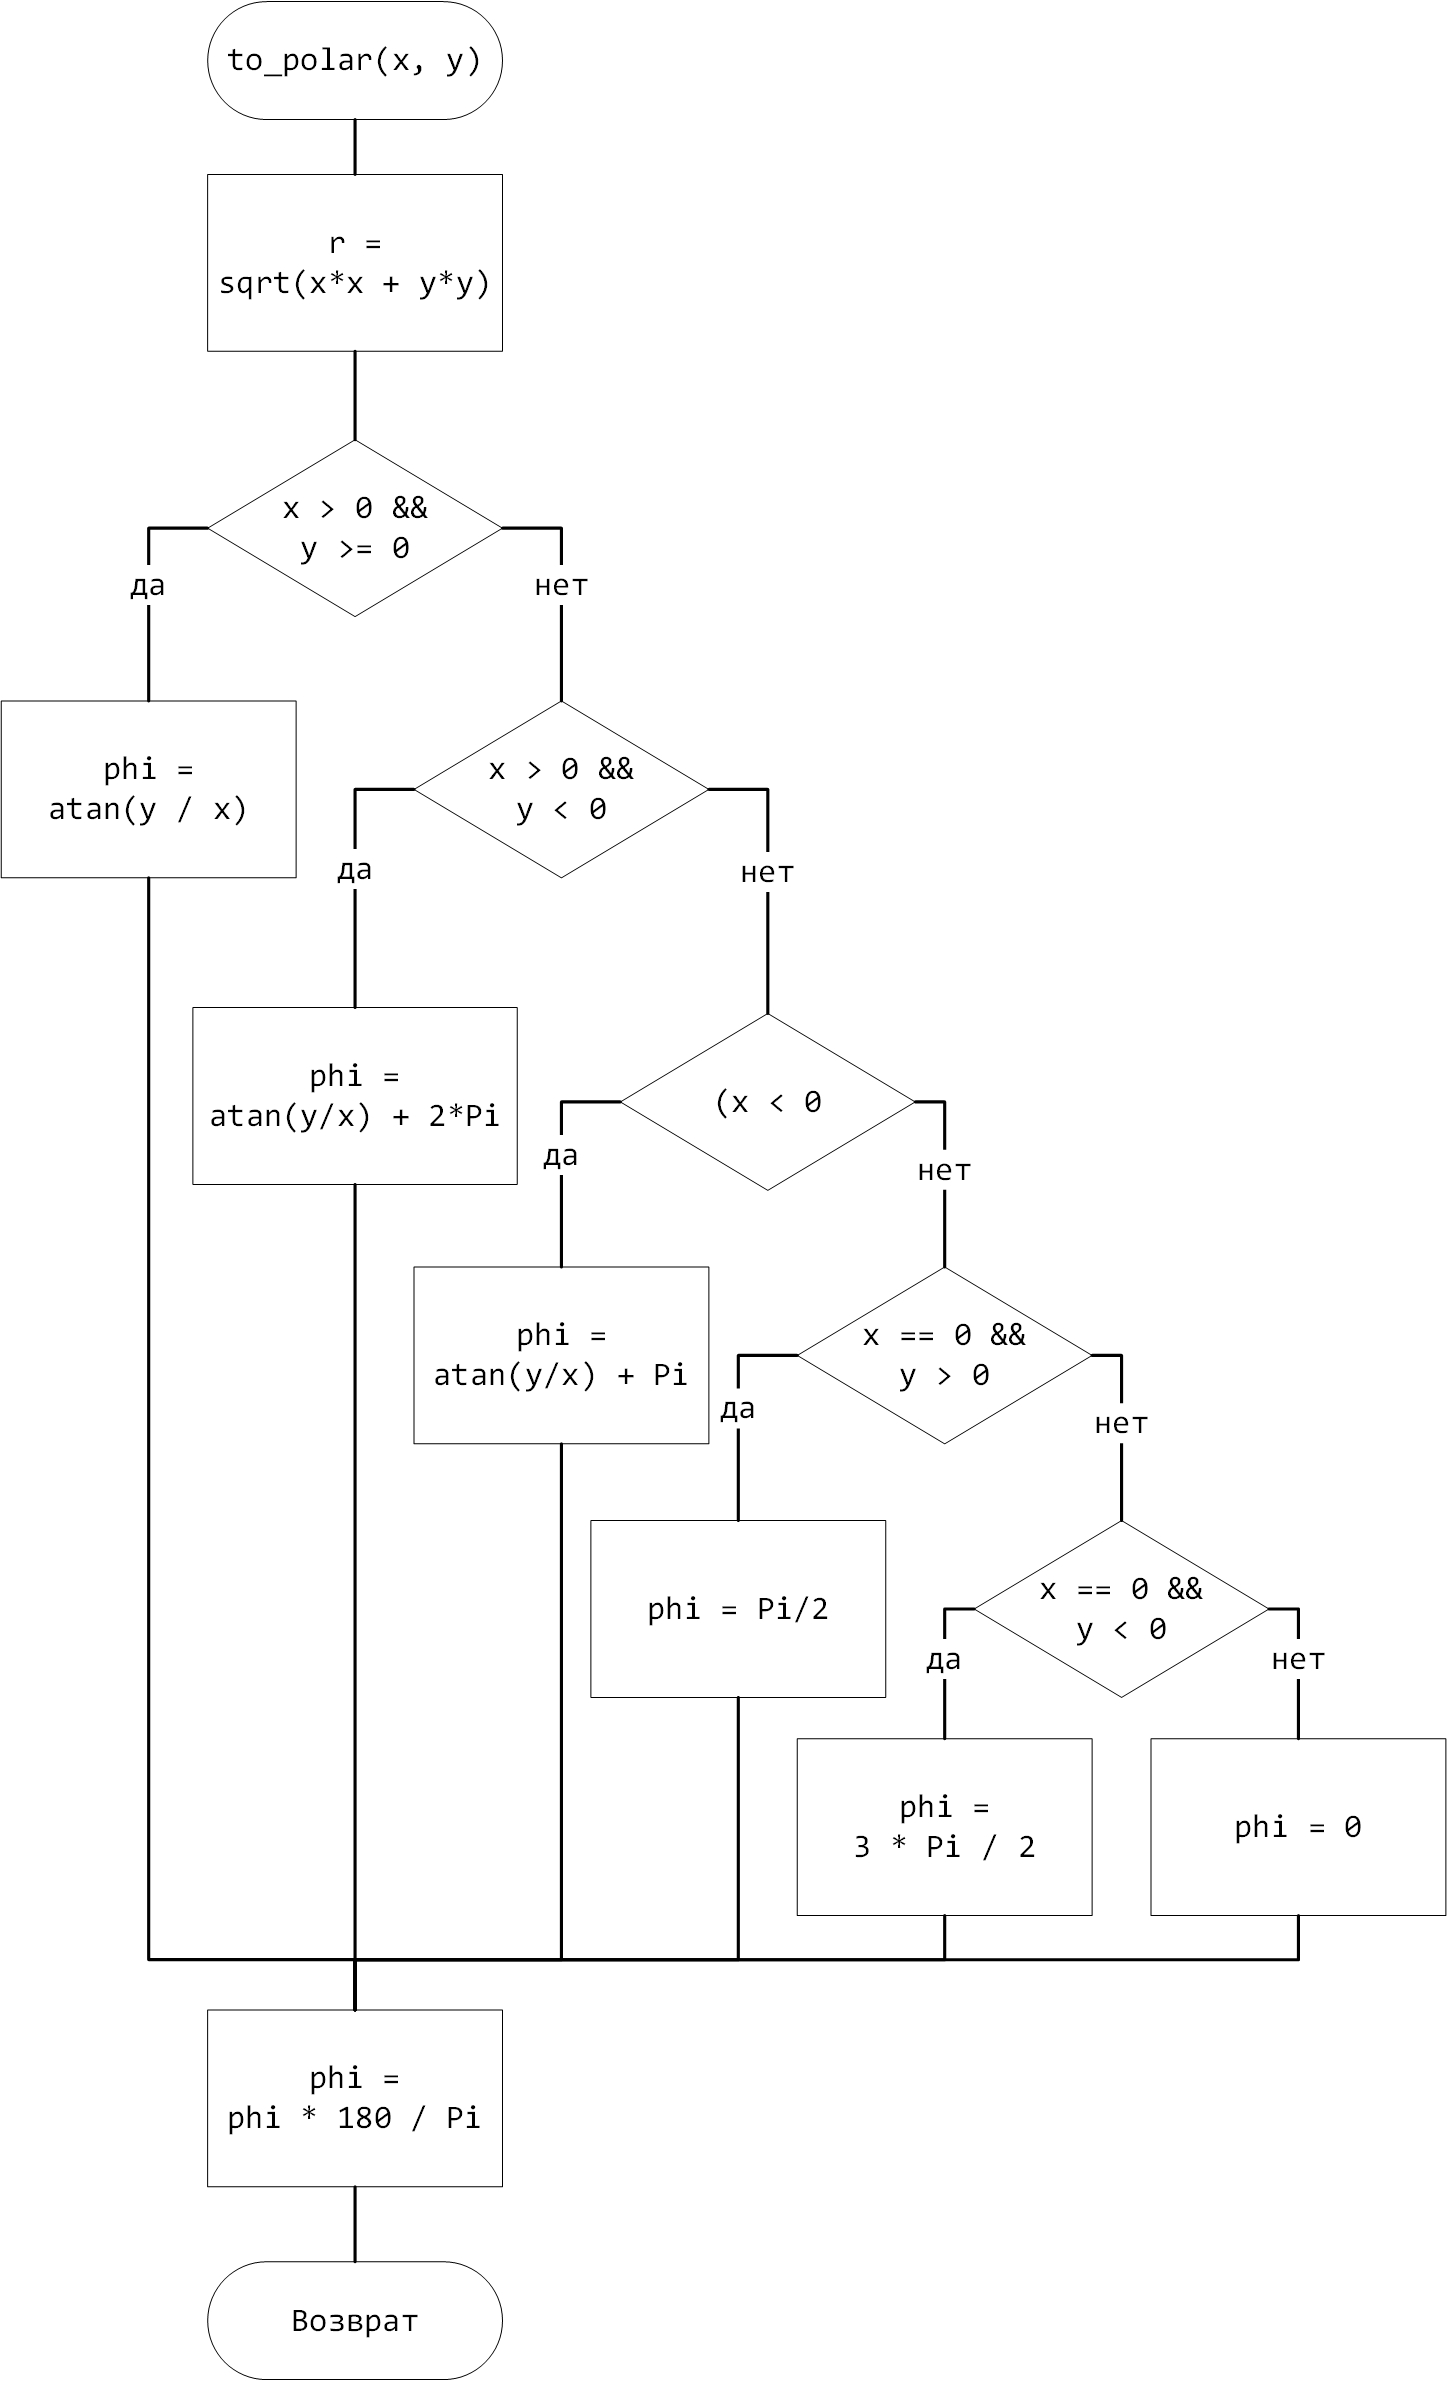 to_polar(x, y)
r =
sqrt(x*x + y*y)
x > 0 &&
y >= 0
да
нет
phi =
atan(y / x)
x > 0 &&
y < 0
да
нет
phi =
atan(y/x) + 2*Pi
(x < 0
да
нет
phi =
atan(y/x) + Pi
x == 0 &&
y > 0
да
нет
phi = Pi/2
x == 0 &&
y < 0
да
нет
phi =
3 * Pi / 2
phi = 0
phi =
phi * 180 / Pi
Возврат